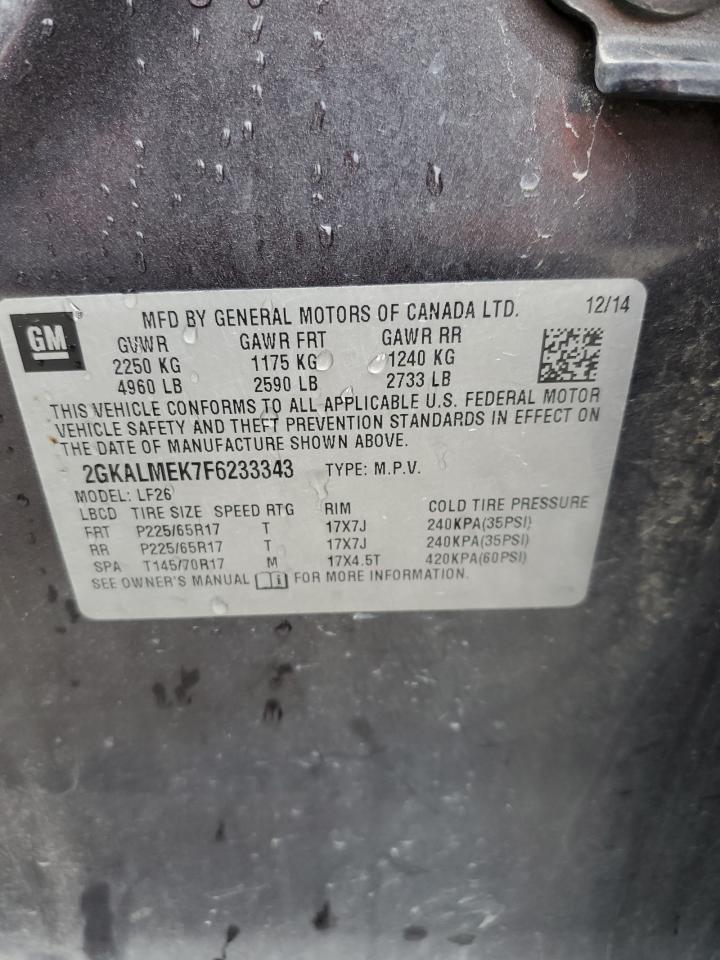 GM ® MFD BY GENERAL MOTORS OF CANADA LTD. 12/14
GVWR GAWR FRT GAWR RR
2250 KG 1175 KG 1240 KG
4960 LB 2590 LB 2733 LB
THIS VEHICLE CONFORMS TO ALL APPLICABLE U.S. FEDERAL MOTOR
VEHICLE SAFETY AND THEFT PREVENTION STANDARDS IN EFFECT ON
THE DATE OF MANUFACTURE SHOWN ABOVE.
2GKALMEK7F6233343 TYPE: M.P.V.
MODEL: LF26
LBCD TIRE SIZE SPEED RTG RIM COLD TIRE PRESSURE
FRT P225/65R17 T 17X7J 240KPA(35PSI)
RR P225/65R17 T 17X7J 240KPA(35PSI)
SPA T145/70R17 M 17X4.5T 420KPA(60PSI)
SEE OWNER'S MANUAL FOR MORE INFORMATION.